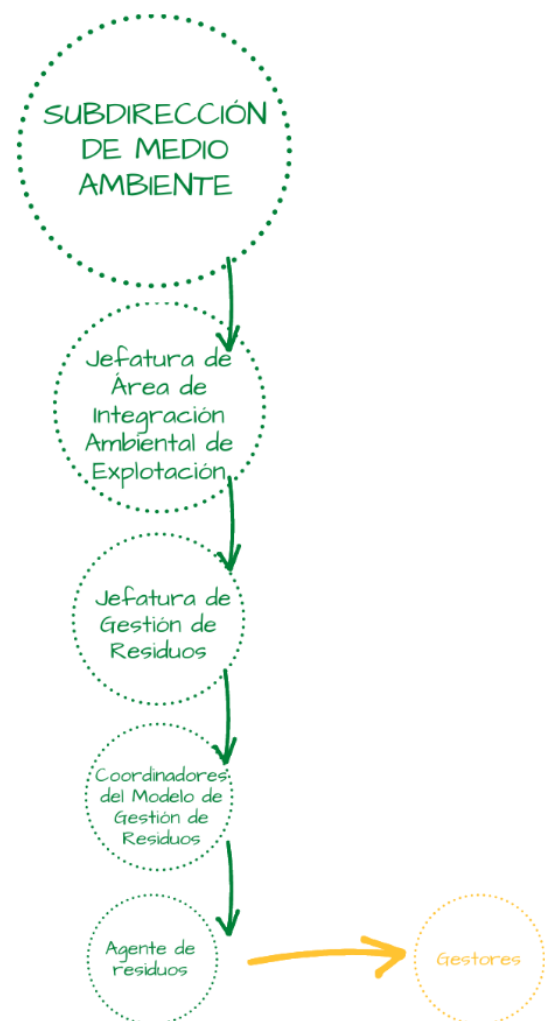 SUBDIRECCIÓN
DE MEDIO
AMBIENTE
Jefatura de
Área de
Integración
Ambiental de
Explotación
Jefatura de
Gestión de
Residuos
Coordinadores
del Modelo de
Gestión de
Residuos
Agente de
residuos
Gestores